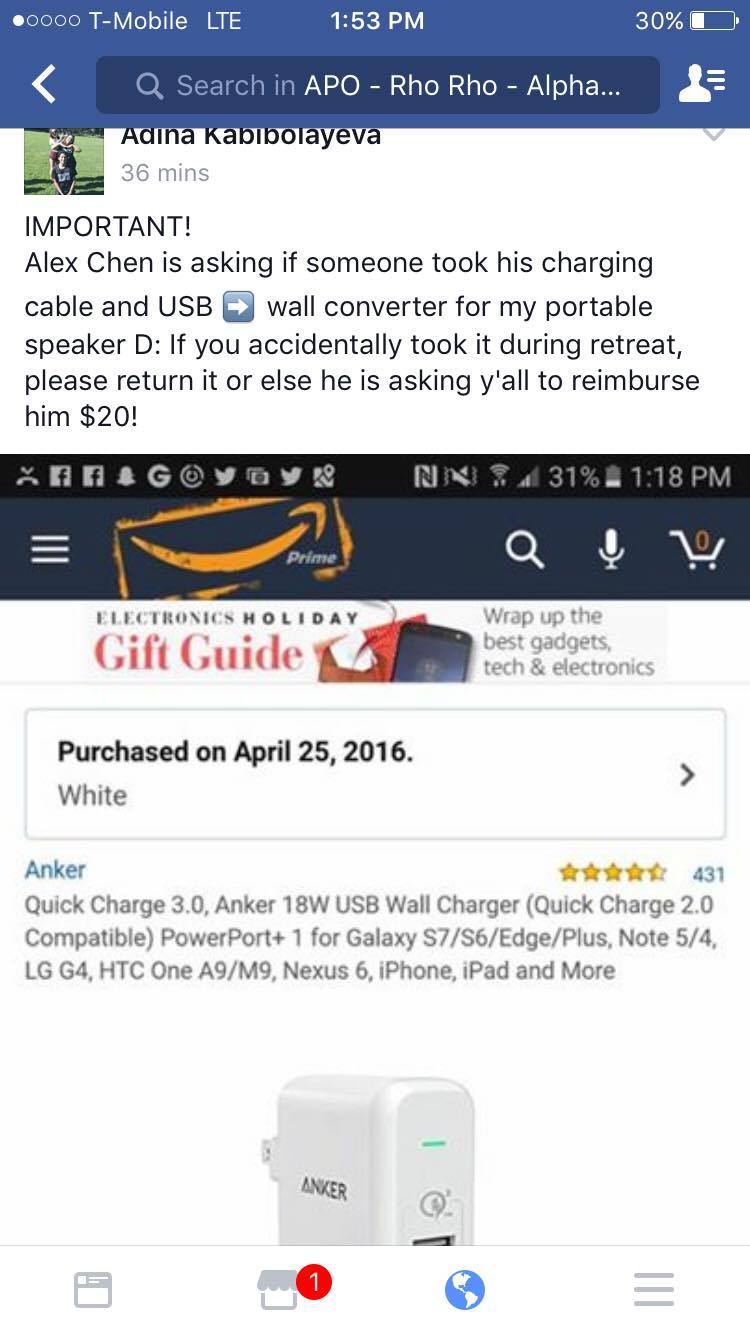 T-Mobile LTE 1:53 PM 30%
Search in APO - Rho Rho - Alpha...
Adina Kabibolayeva
36 mins
IMPORTANT!
Alex Chen is asking if someone took his charging
cable and USB ➡️ wall converter for my portable
speaker D: If you accidentally took it during retreat,
please return it or else he is asking y'all to reimburse
him $20!
31% 1:18 PM
Prime 0
ELECTRONICS HOLIDAY
Gift Guide
Wrap up the
best gadgets,
tech & electronics
Purchased on April 25, 2016.
White
Anker 431
Quick Charge 3.0, Anker 18W USB Wall Charger (Quick Charge 2.0
Compatible) PowerPort+ 1 for Galaxy S7/S6/Edge/Plus, Note 5/4,
LG G4, HTC One A9/M9, Nexus 6, iPhone, iPad and More
ANKER
1